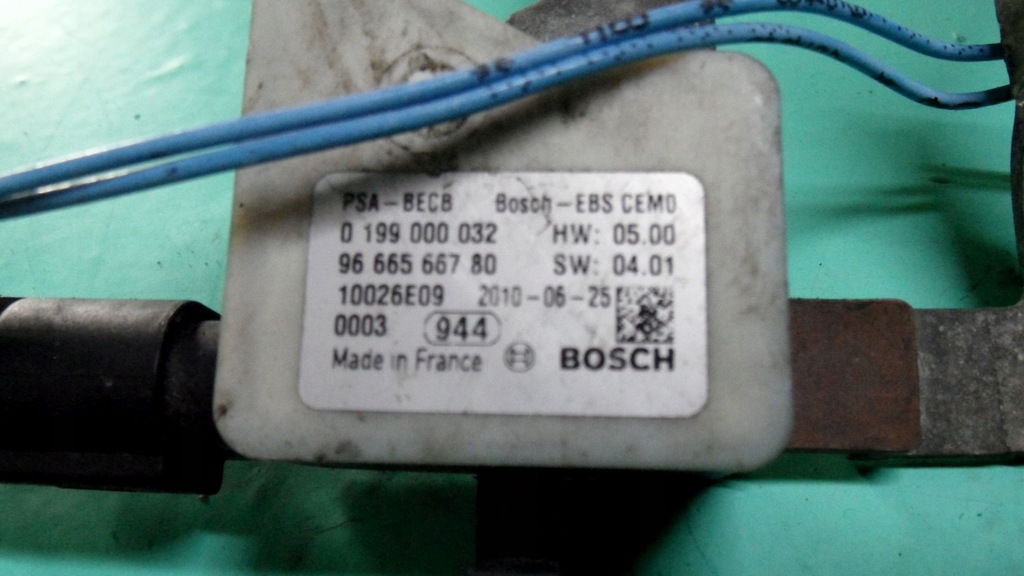 PSA-BECB Bosch-EBS CEMO
0 199 000 032 HW: 05.00
96 665 667 80 SW: 04.01
10026E09 2010-06-25
0003 944
Made in France BOSCH